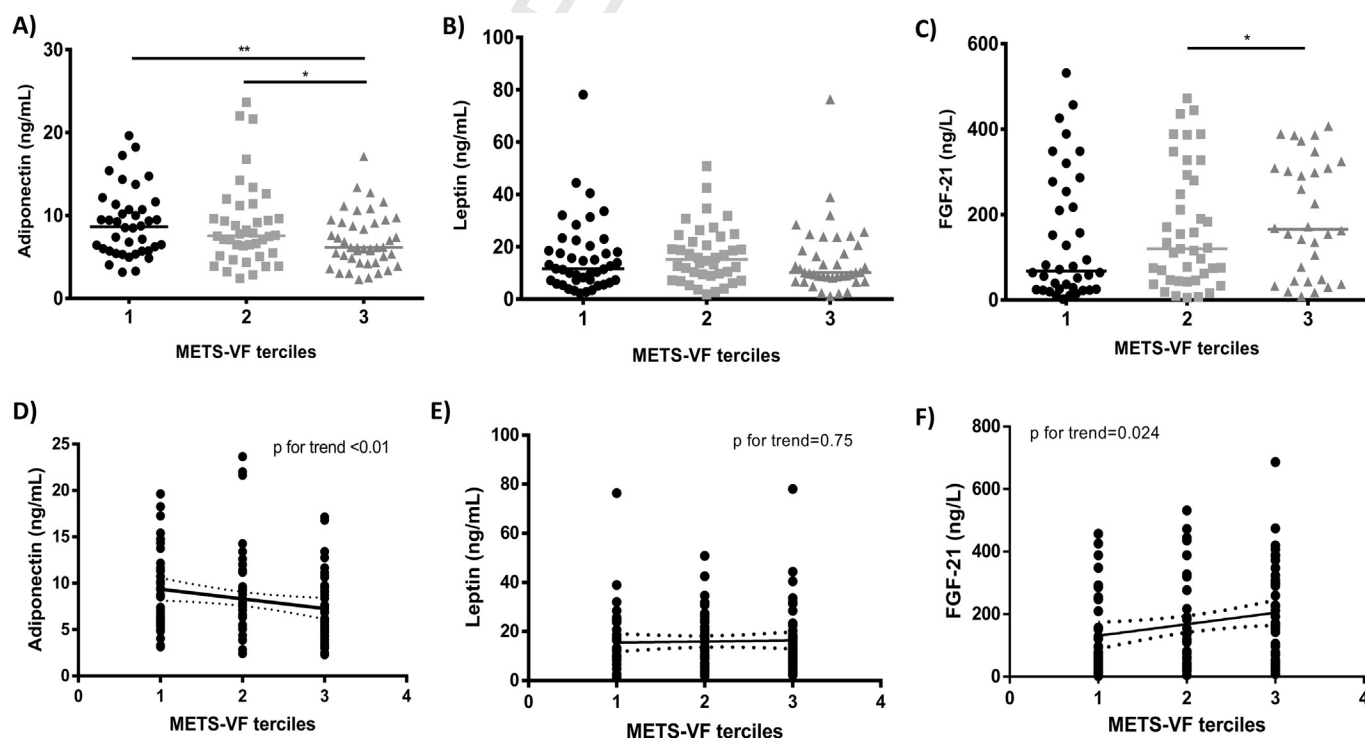 A)
**
*
30
20
10
0
Adiponectin (ng/mL)
1 2 3
METS-VF terciles
B)
100
80
60
40
20
0
Leptin (ng/mL)
1 2 3
METS-VF terciles
C)
*
600
400
200
0
FGF-21 (ng/L)
1 2 3
METS-VF terciles
D)
p for trend <0.01
25
20
15
10
5
0
Adiponectin (ng/mL)
0 1 2 3 4
METS-VF terciles
E)
p for trend=0.75
100
80
60
40
20
0
Leptin (ng/mL)
0 1 2 3 4
METS-VF terciles
F)
p for trend=0.024
800
600
400
200
0
FGF-21 (ng/L)
0 1 2 3 4
METS-VF terciles